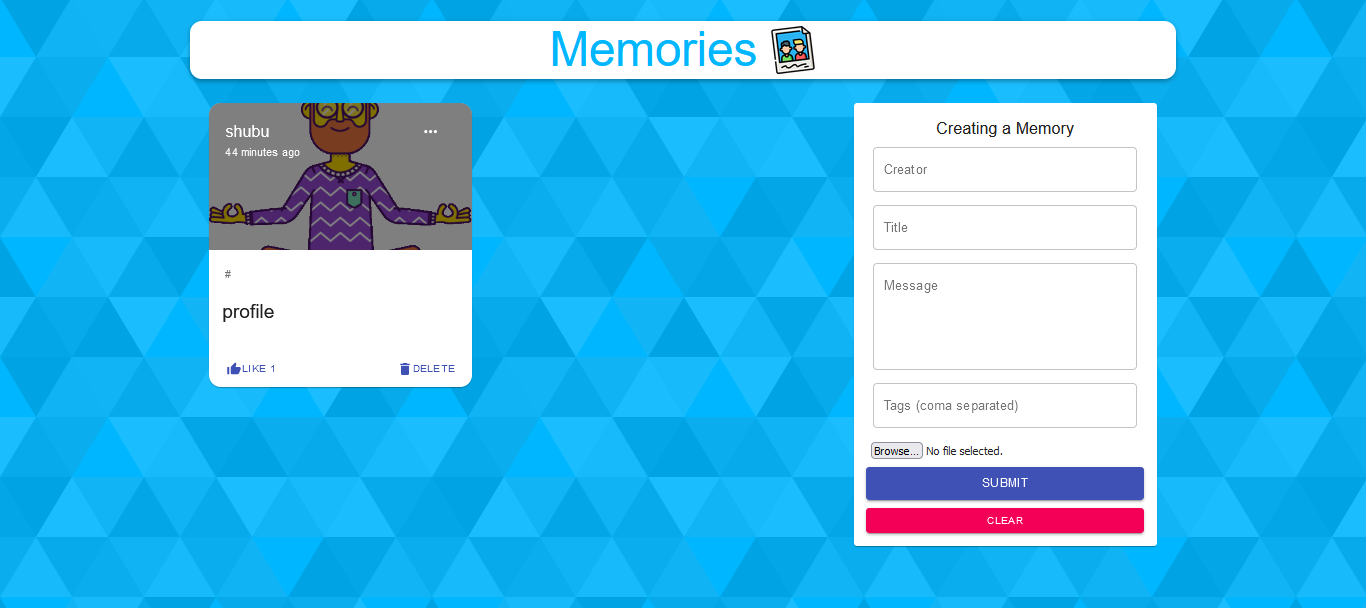 Memories
shubu
44 minutes ago
#
profile
LIKE 1
DELETE
Creating a Memory
Creator
Title
Message
Tags (coma separated)
Browse... No file selected.
SUBMIT
CLEAR